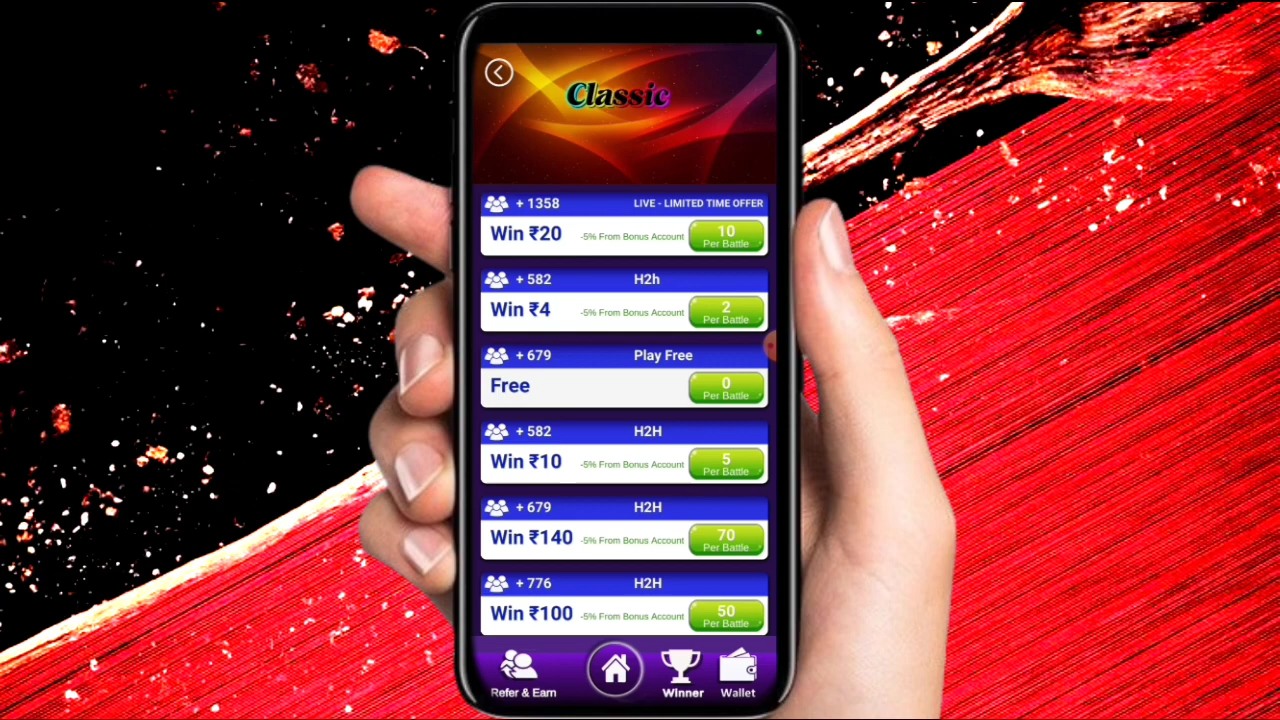 Classic
+ 1358 LIVE - LIMITED TIME OFFER
Win ₹20 -5% From Bonus Account 10
Per Battle
+ 582 H2h
Win ₹4 -5% From Bonus Account 2
Per Battle
+ 679 Play Free
Free 0
Per Battle
+ 582 H2H
Win ₹10 -5% From Bonus Account 5
Per Battle
+ 679 H2H
Win ₹140 -5% From Bonus Account 70
Per Battle
+ 776 H2H
Win ₹100 -5% From Bonus Account 50
Per Battle
Refer & Earn Winner Wallet